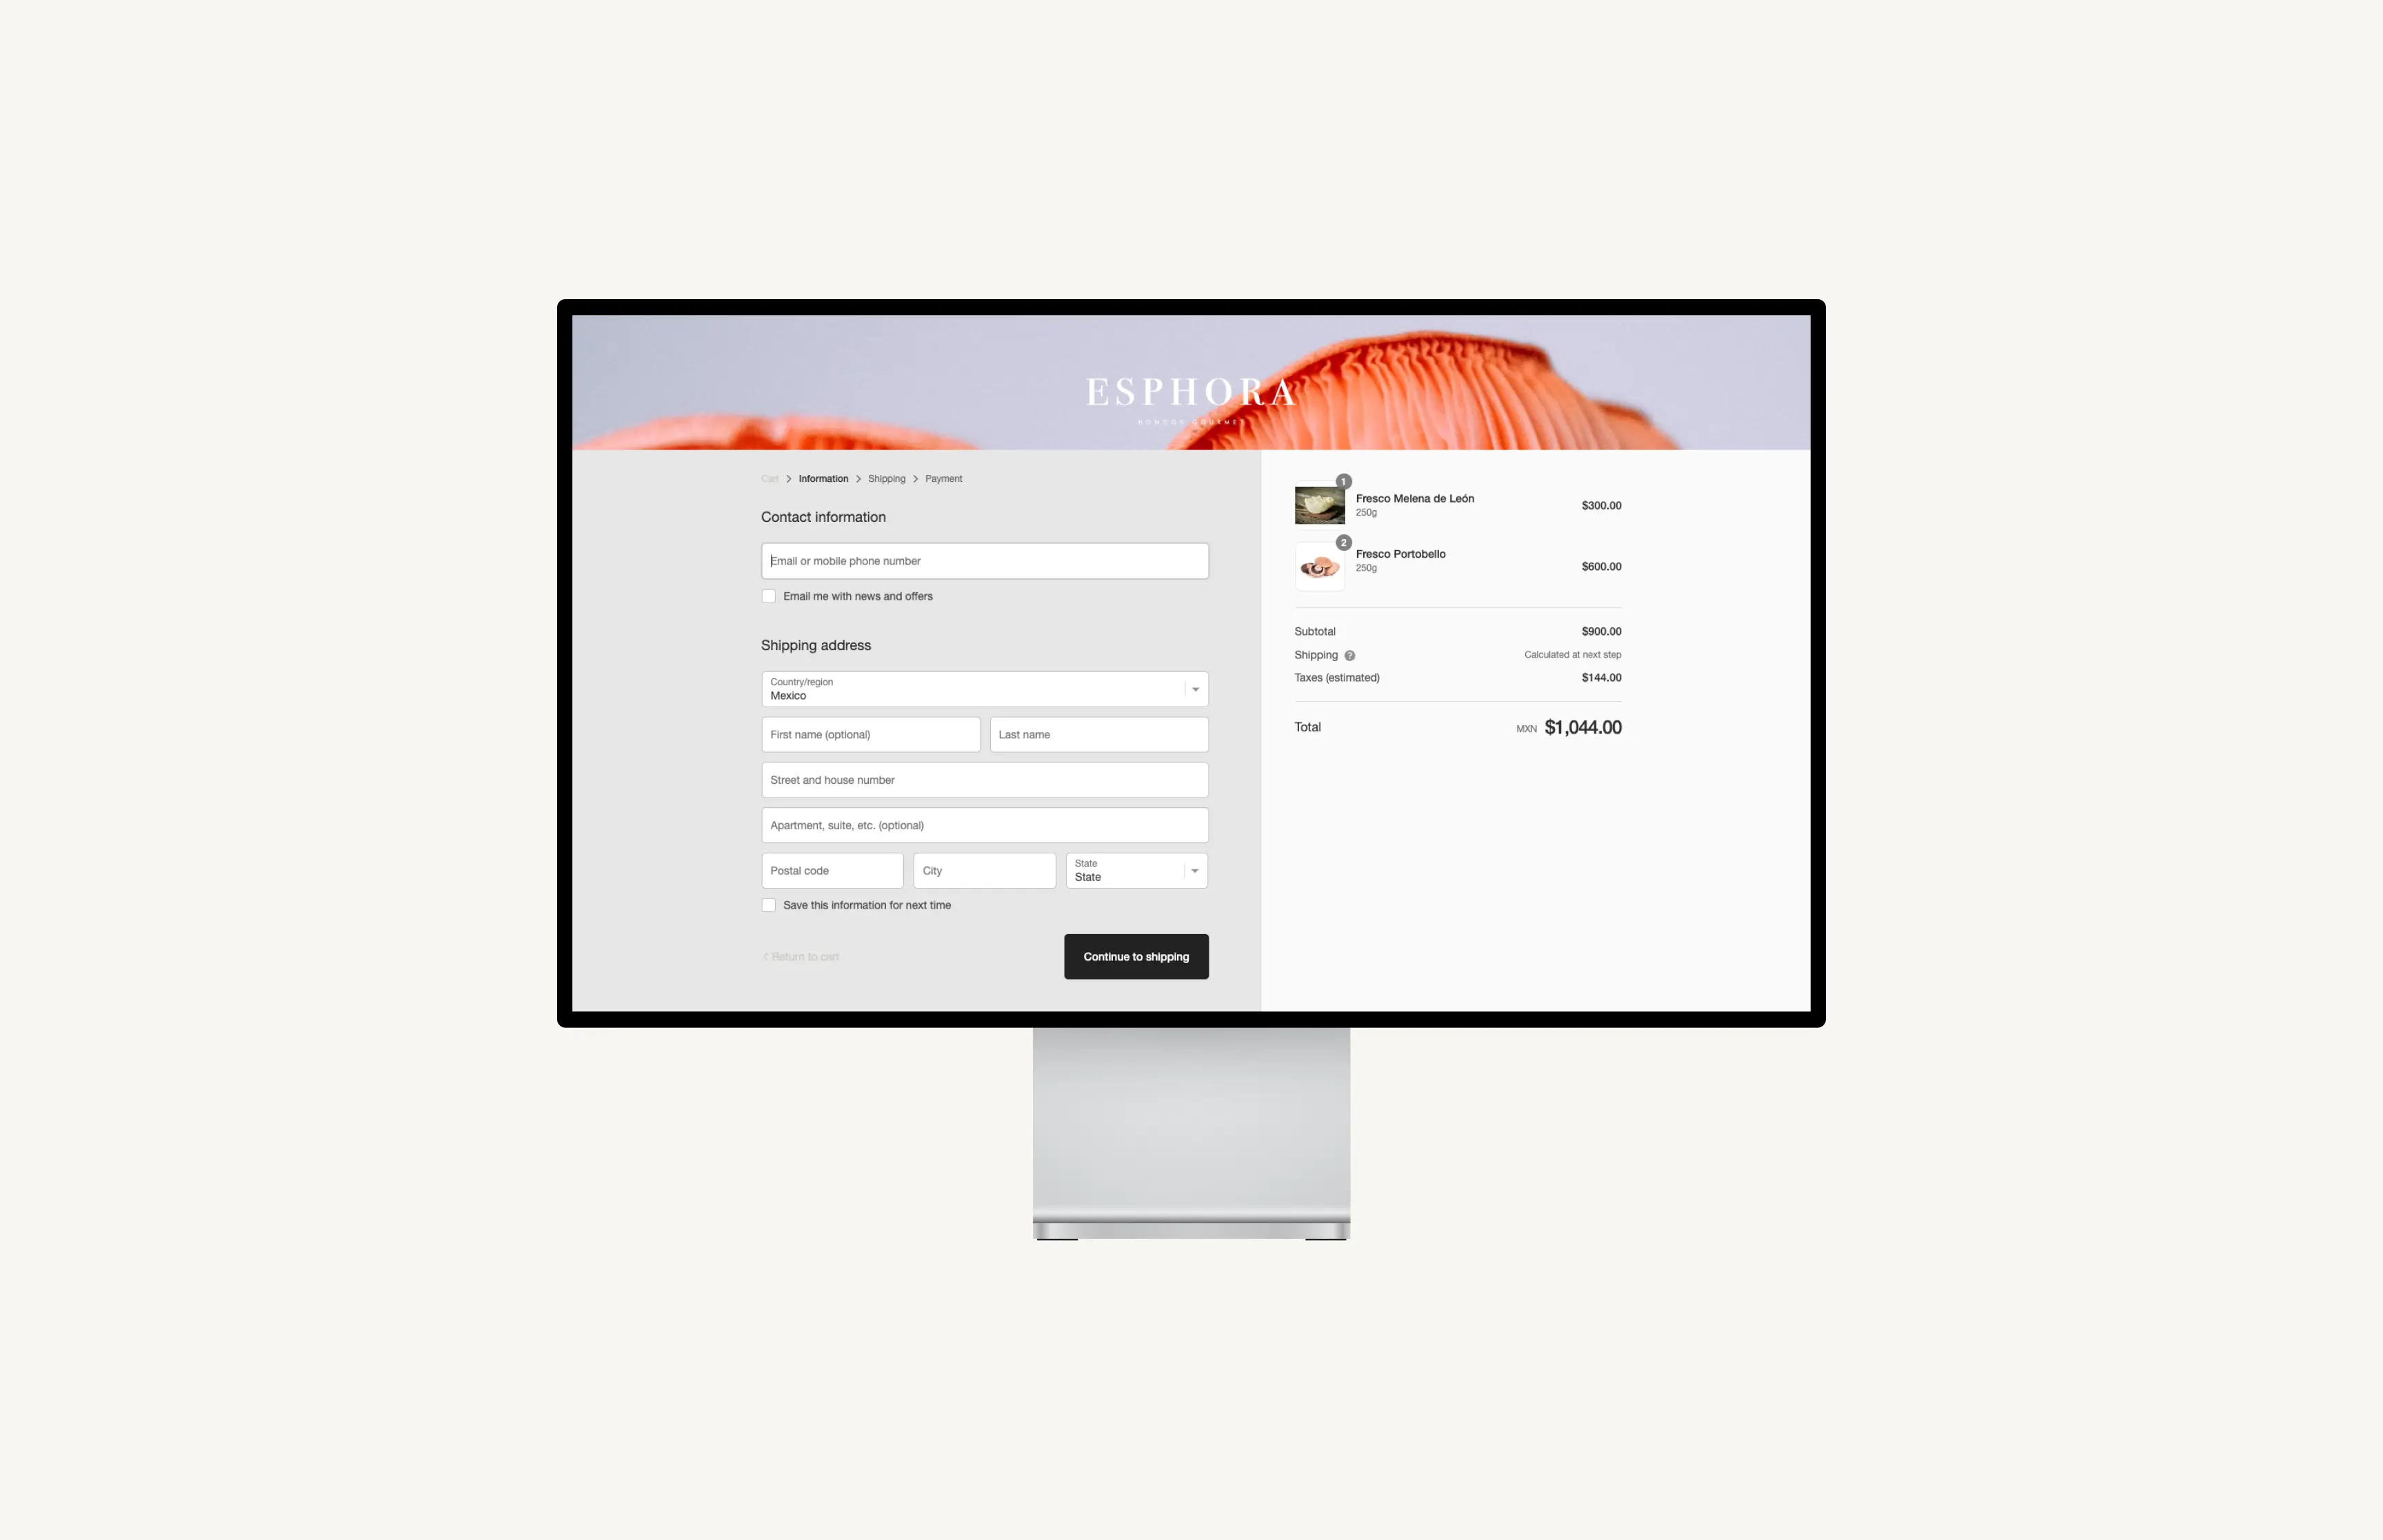 ESPHORA
HONGOS GOURMET
Cart > Information > Shipping > Payment
Contact information
Email or mobile phone number
Email me with news and offers
Shipping address
Country/region
Mexico
First name (optional)
Last name
Street and house number
Apartment, suite, etc. (optional)
Postal code
City
State
State
Save this information for next time
< Return to cart
Continue to shipping
1
Fresco Melena de León
250g
$300.00
2
Fresco Portobello
250g
$600.00
Subtotal
$900.00
Shipping ?
Calculated at next step
Taxes (estimated)
$144.00
Total
MXN $1,044.00